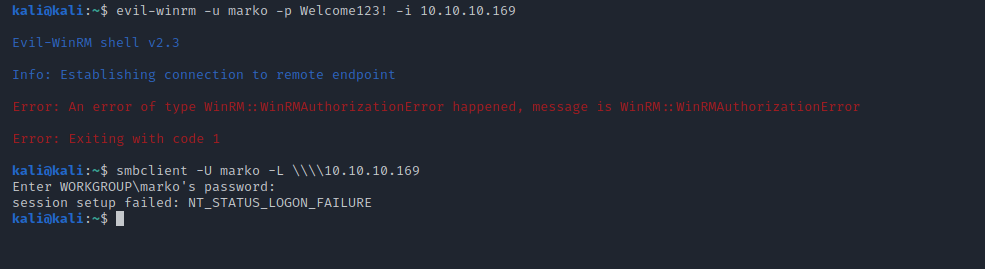 kali@kali:~$ evil-winrm -u marko -p Welcome123! -i 10.10.10.169
Evil-WinRM shell v2.3
Info: Establishing connection to remote endpoint
Error: An error of type WinRM::WinRMAuthorizationError happened, message is WinRM::WinRMAuthorizationError
Error: Exiting with code 1
kali@kali:~$ smbclient -U marko -L \\\\10.10.10.169
Enter WORKGROUP\marko's password:
session setup failed: NT_STATUS_LOGON_FAILURE
kali@kali:~$